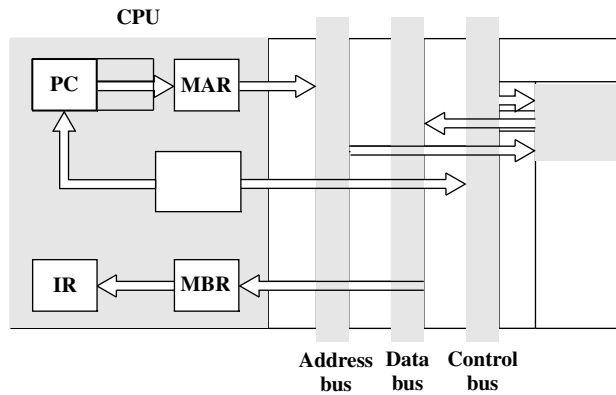 CPU
PC
MAR
IR
MBR
Address bus
Data bus
Control bus